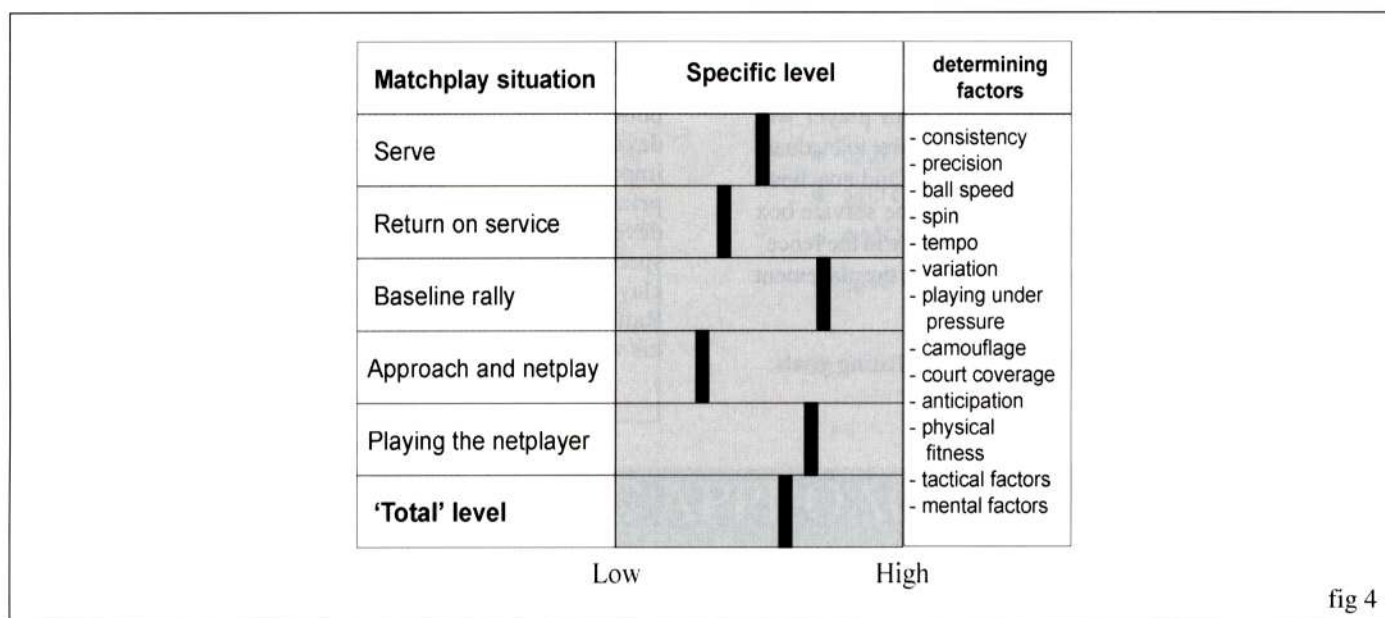 Matchplay situation
Specific level
determining
factors
Serve
Return on service
Baseline rally
Approach and netplay
Playing the netplayer
‘Total’ level
- consistency
- precision
- ball speed
- spin
- tempo
- variation
- playing under
pressure
- camouflage
- court coverage
- anticipation
- physical
fitness
- tactical factors
- mental factors
Low
High
fig 4